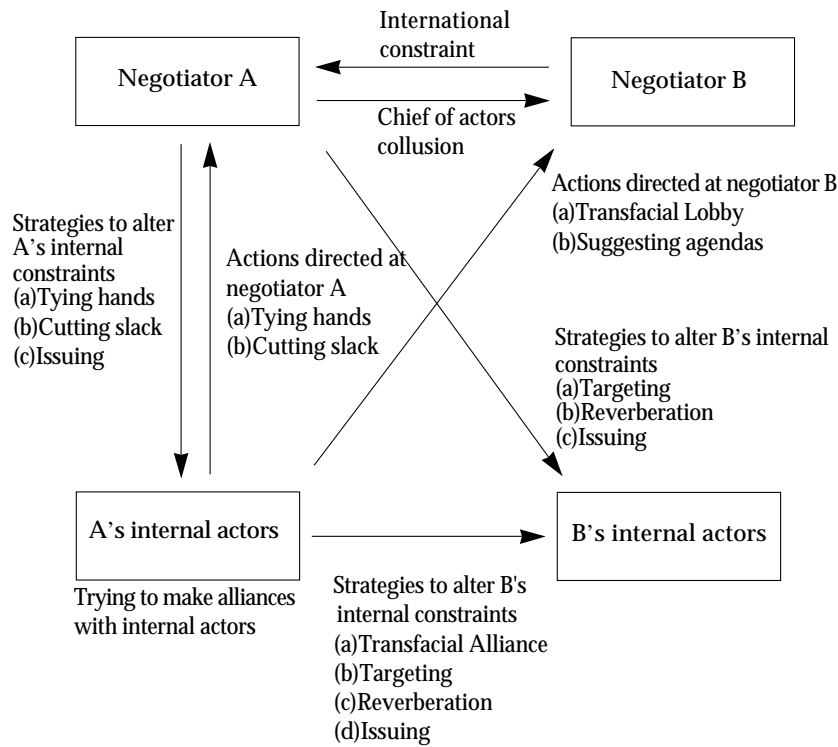 International
constraint
Negotiator A
Negotiator B
Chief of actors
collusion
Strategies to alter
A's internal
constraints
(a)Tying hands
(b)Cutting slack
(c)Issuing
Actions directed at
negotiator A
(a)Tying hands
(b)Cutting slack
Actions directed at negotiator B
(a)Transfacial Lobby
(b)Suggesting agendas
Strategies to alter B's internal
constraints
(a)Targeting
(b)Reverberation
(c)Issuing
A's internal actors
B's internal actors
Trying to make alliances
with internal actors
Strategies to alter B's
internal constraints
(a)Transfacial Alliance
(b)Targeting
(c)Reverberation
(d)Issuing